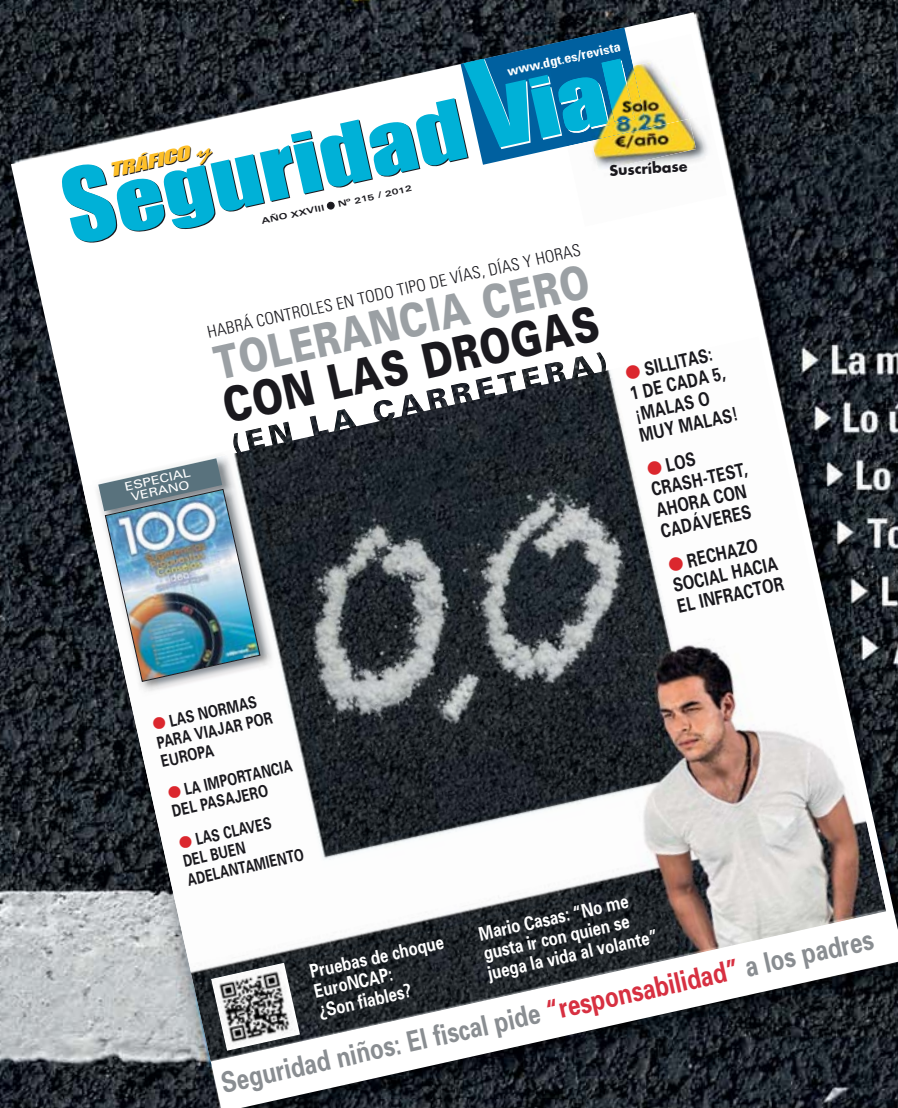 www.dgt.es/revista
TRÁFICO y
Seguridad Vial
Solo
8,25
€/año
Suscríbase
AÑO XXVIII ● Nº 215 / 2012
HABRÁ CONTROLES EN TODO TIPO DE VÍAS, DÍAS Y HORAS
TOLERANCIA CERO
CON LAS DROGAS
(EN LA CARRETERA)
ESPECIAL
VERANO
100
0,0
● SILLITAS:
1 DE CADA 5,
¡MALAS O
MUY MALAS!
● LOS
CRASH-TEST,
AHORA CON
CADÁVERES
● RECHAZO
SOCIAL HACIA
EL INFRACTOR
● LAS NORMAS
PARA VIAJAR POR
EUROPA
● LA IMPORTANCIA
DEL PASAJERO
● LAS CLAVES
DEL BUEN
ADELANTAMIENTO
Pruebas de choque
EuroNCAP:
¿Son fiables?
Mario Casas: “No me
gusta ir con quien se
juega la vida al volante”
Seguridad niños: El fiscal pide “responsabilidad” a los padres
La
Lo
Lo